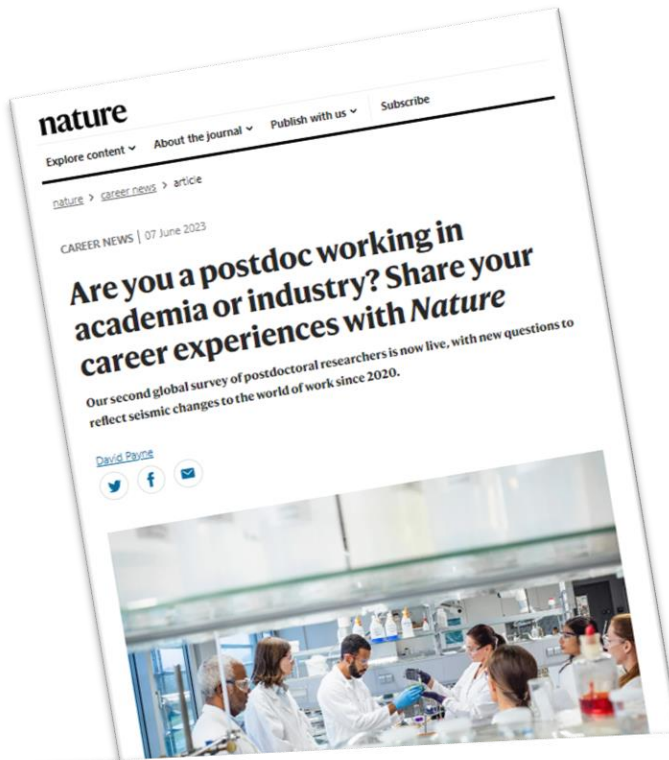 nature
Explore content About the journal Publish with us Subscribe
nature > career news > article
CAREER NEWS | 07 June 2023
Are you a postdoc working in
academia or industry? Share your
career experiences with Nature
Our second global survey of postdoctoral researchers is now live, with new questions to
reflect seismic changes to the world of work since 2020.
David Payne